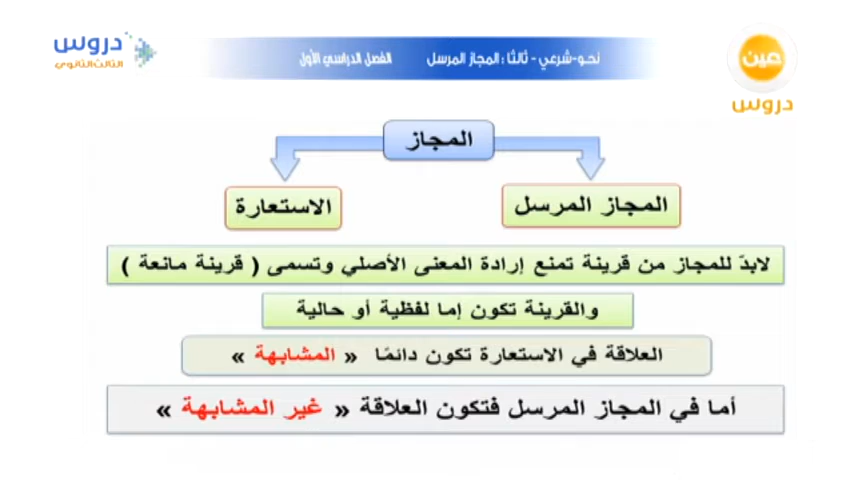 دروس
الثالث الثانوي
نحو-شرعي - ثالثا : المجاز المرسل الفصل الدراسي الأول
عين
دروس
المجاز
المجاز المرسل
الاستعارة
لابدّ للمجاز من قرينة تمنع إرادة المعنى الأصلي وتسمى ( قرينة مانعة )
والقرينة تكون إما لفظية أو حالية
العلاقة في الاستعارة تكون دائمًا « المشابهة »
أما في المجاز المرسل فتكون العلاقة « غير المشابهة »